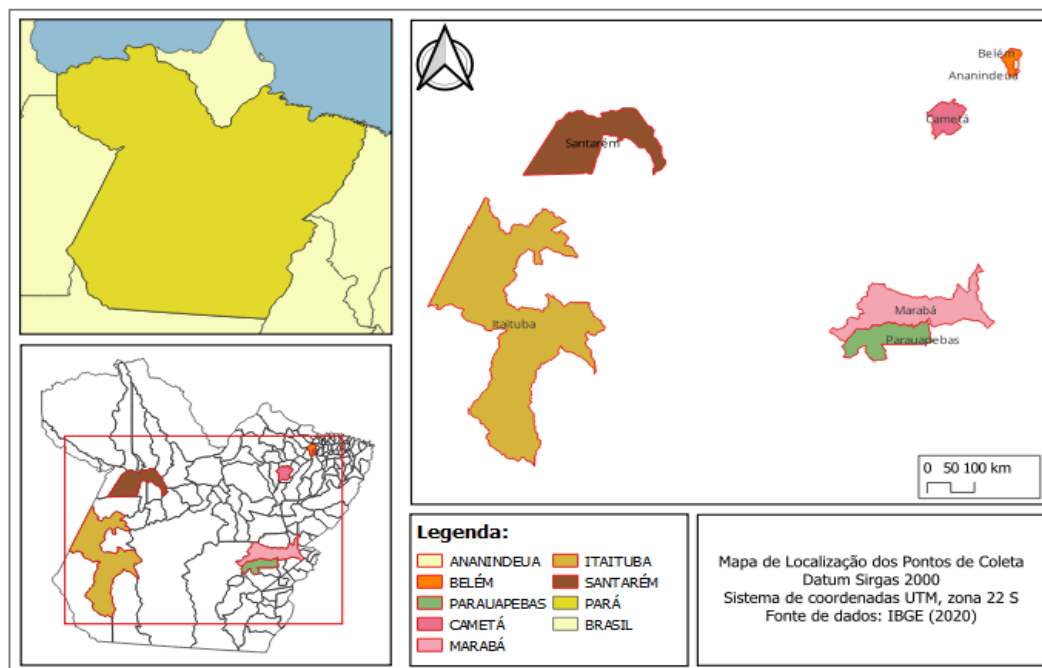 Belém
Ananindeua
Cametá
Santarém
Itaituba
Marabá
Parauapebas
0 50 100 km
Legenda:
ANANINDEUA
BELÉM
PARAUAPEBAS
CAMETÁ
MARABÁ
ITAITUBA
SANTARÉM
PARÁ
BRASIL
Mapa de Localização dos Pontos de Coleta
Datum Sirgas 2000
Sistema de coordenadas UTM, zona 22 S
Fonte de dados: IBGE (2020)